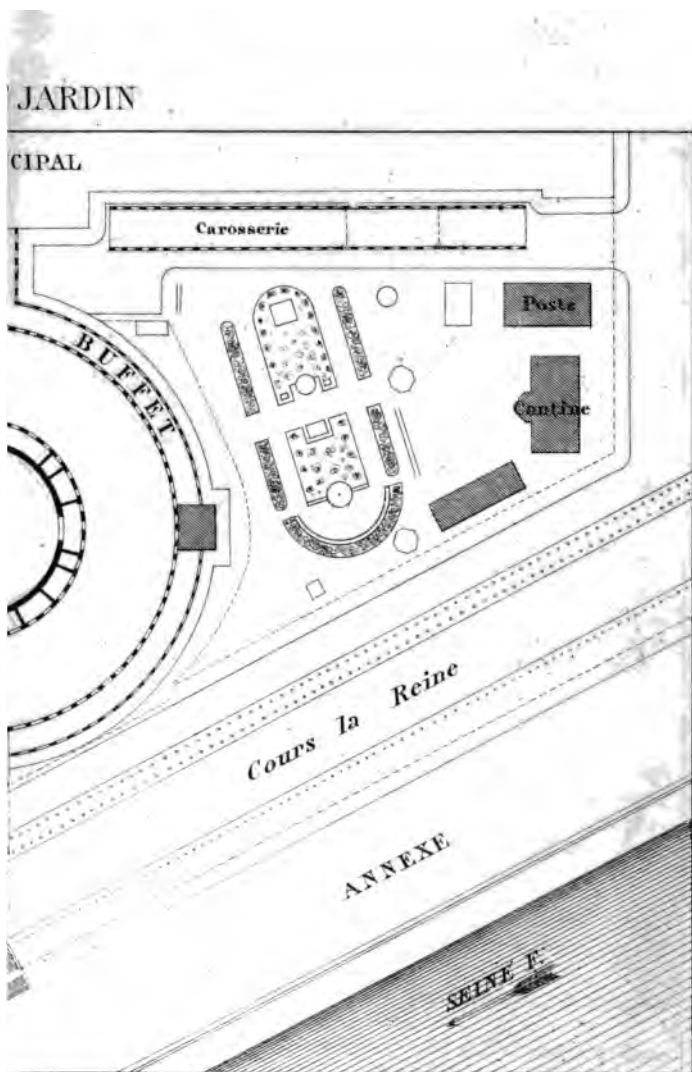 JARDIN
CIPAL
Carosserie
BUFFET
Poste
Cantine
Cours la Reine
ANNEXE
SEINE F.